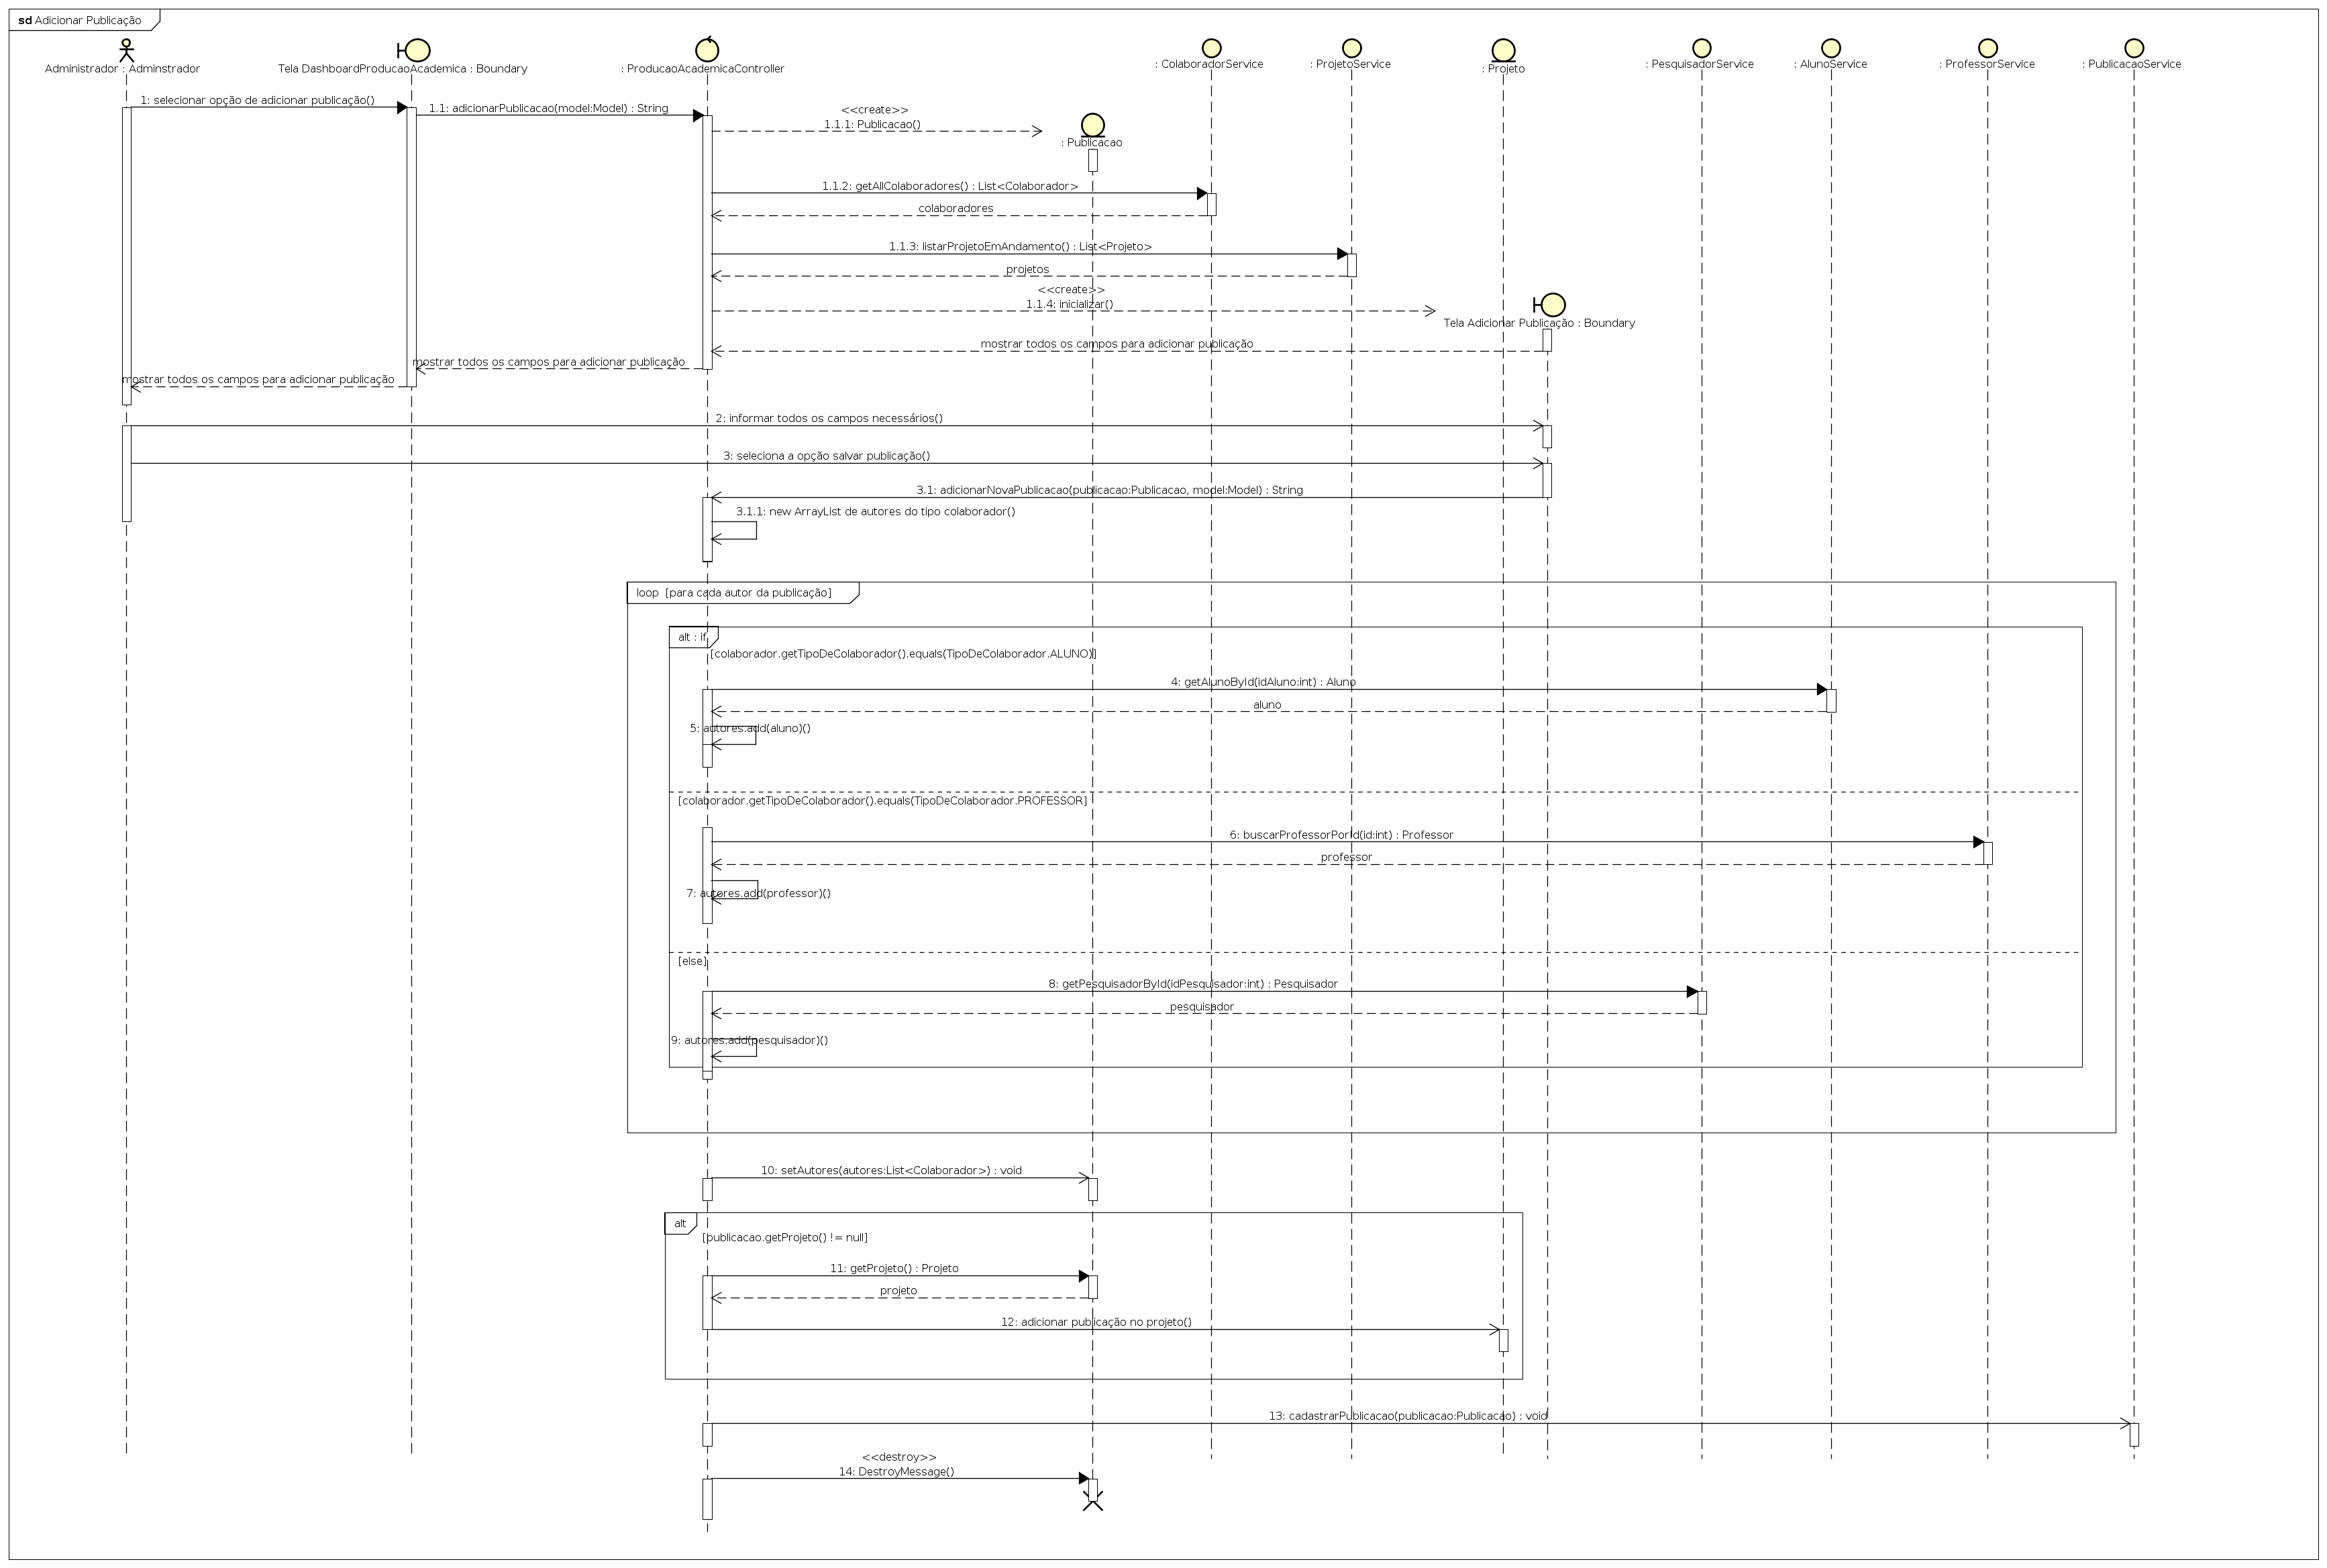 sd Adicionar Publicação
Administrador : Adminstrador
Tela DashboardProducaoAcademica : Boundary
: ProducaoAcademicaController
: ColaboradorService
: ProjetoService
: Projeto
: PesquisadorService
: AlunoService
: ProfessorService
: PublicacaoService
1: selecionar opção de adicionar publicação()
1.1: adicionarPublicacao(model:Model) : String
<<create>>
1.1.1: Publicacao()
: Publicacao
1.1.2: getAllColaboradores() : List<Colaborador>
colaboradores
1.1.3: listarProjetoEmAndamento() : List<Projeto>
projetos
<<create>>
1.1.4: inicializar()
Tela Adicionar Publicação : Boundary
mostrar todos os campos para adicionar publicação
mostrar todos os campos para adicionar publicação
mostrar todos os campos para adicionar publicação
2: informar todos os campos necessários()
3: seleciona a opção salvar publicação()
3.1: adicionarNovaPublicacao(publicacao:Publicacao, model:Model) : String
3.1.1: new ArrayList de autores do tipo colaborador()
loop [para cada autor da publicação]
alt : if
[colaborador.getTipoDeColaborador().equals(TipoDeColaborador.ALUNO)]
4: getAlunoById(idAluno:int) : Aluno
aluno
5: autores.add(aluno)()
[colaborador.getTipoDeColaborador().equals(TipoDeColaborador.PROFESSOR]
6: buscarProfessorPorId(id:int) : Professor
professor
7: autores.add(professor)()
[else]
8: getPesquisadorById(idPesquisador:int) : Pesquisador
pesquisador
9: autores.add(pesquisador)()
10: setAutores(autores:List<Colaborador>) : void
alt
[publicacao.getProjeto() != null]
11: getProjeto() : Projeto
projeto
12: adicionar publicação no projeto()
13: cadastrarPublicacao(publicacao:Publicacao) : void
<<destroy>>
14: DestroyMessage()